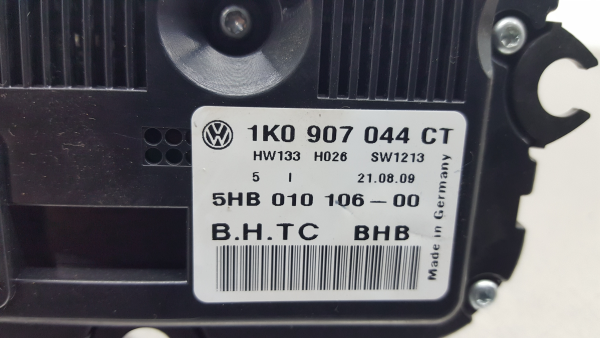 1K0 907 044 CT
HW133 H026 SW1213
5 I 21.08.09
5HB 010 106-00
B.H.TC BHB
Made in Germany